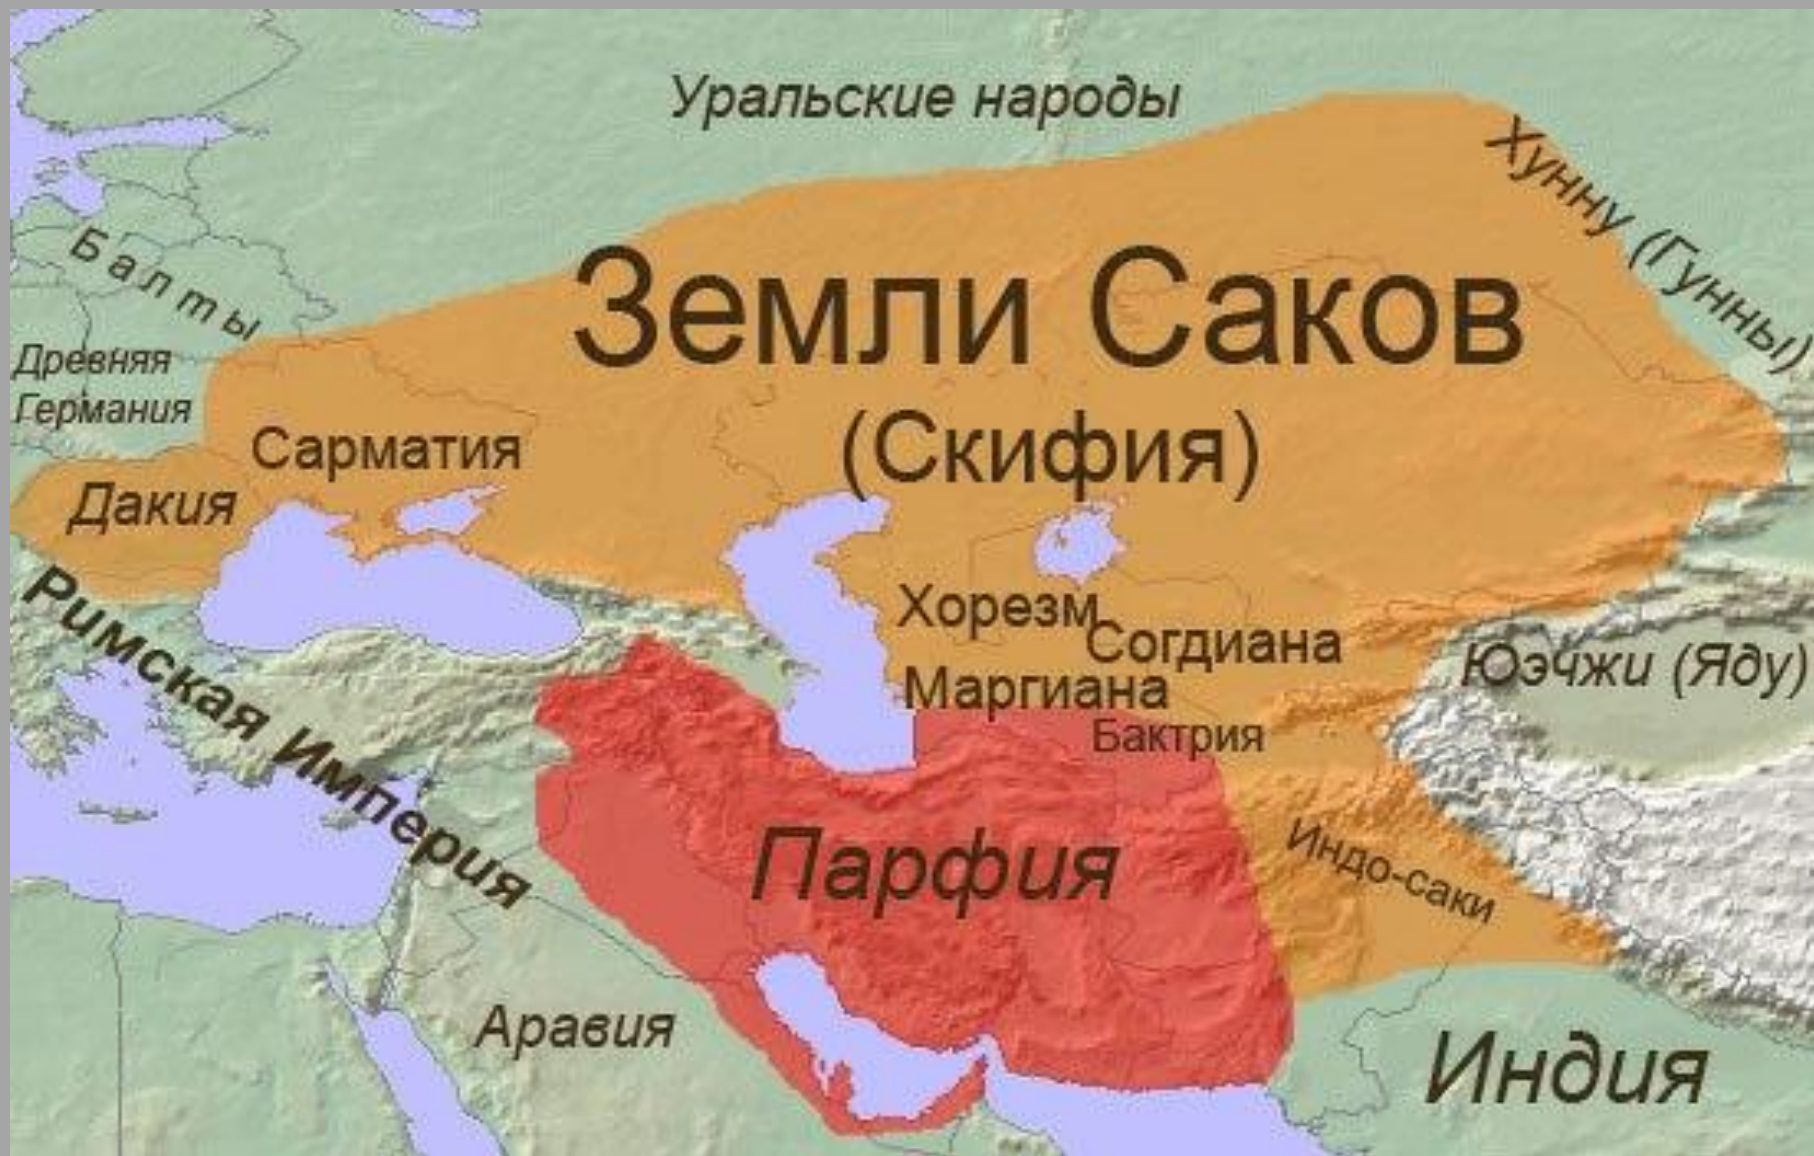 Уральские народы
Хунну (Гунны)
Балты
Земли Саков
Древняя
Германия
(Скифия)
Сарматия
Дакия
Римская Империя
Хорезм
Согдиана
Юэчжи (Яду)
Маргиана
Бактрия
Парфия
Индо-саки
Аравия
Индия